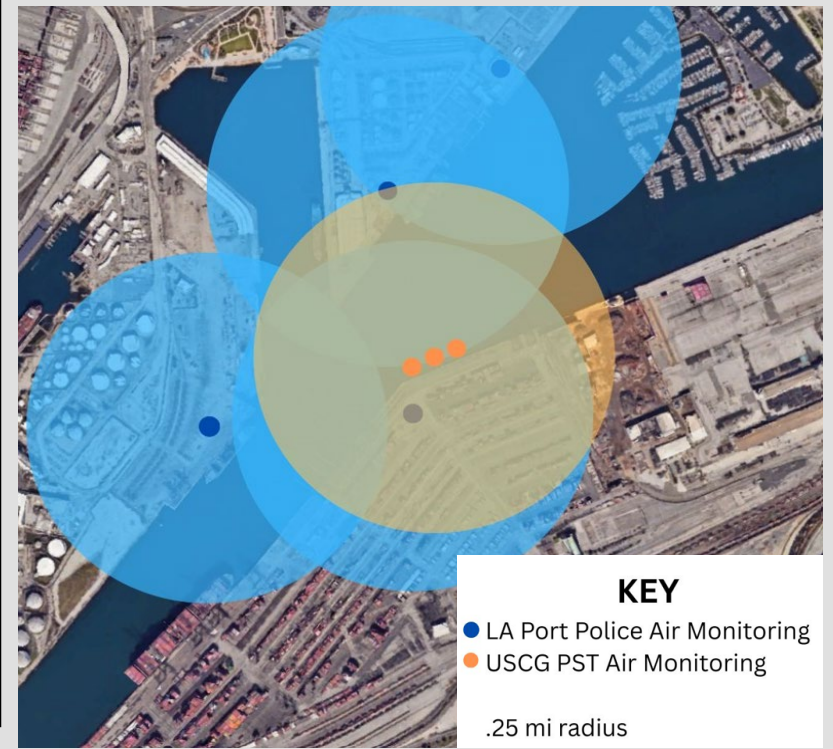 KEY
LA Port Police Air Monitoring
USCG PST Air Monitoring
.25 mi radius